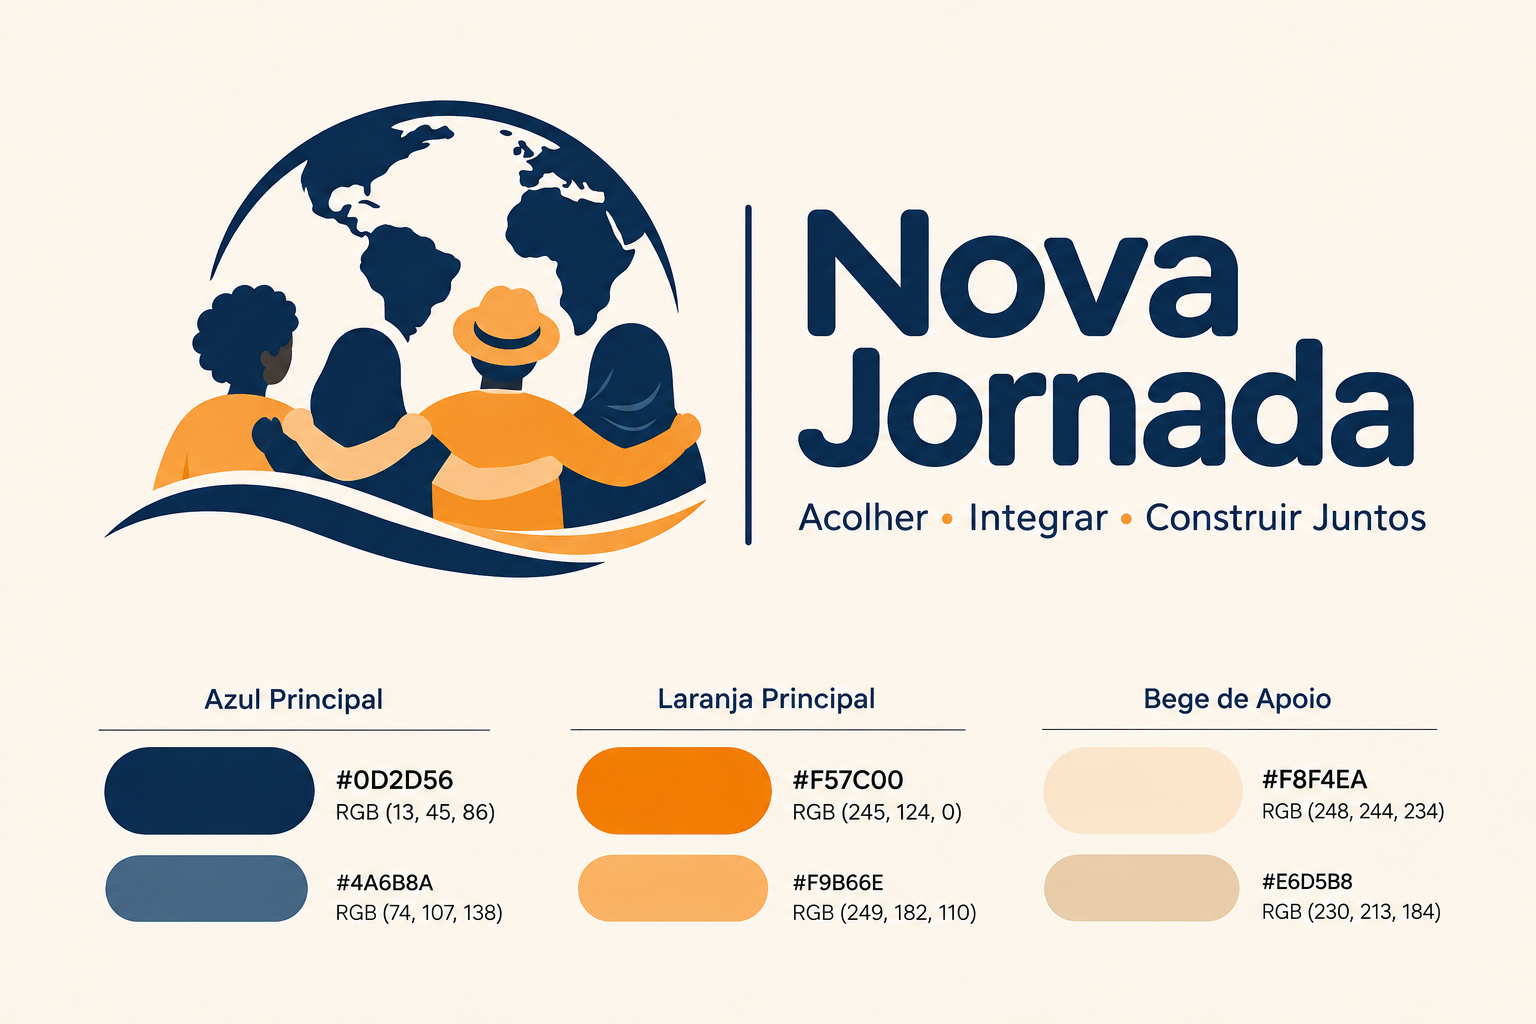 Nova
Jornada
Acolher • Integrar • Construir Juntos
Azul Principal
#0D2D56
RGB (13, 45, 86)
#4A6B8A
RGB (74, 107, 138)
Laranja Principal
#F57C00
RGB (245, 124, 0)
#F9B66E
RGB (249, 182, 110)
Bege de Apoio
#F8F4EA
RGB (248, 244, 234)
#E6D5B8
RGB (230, 213, 184)